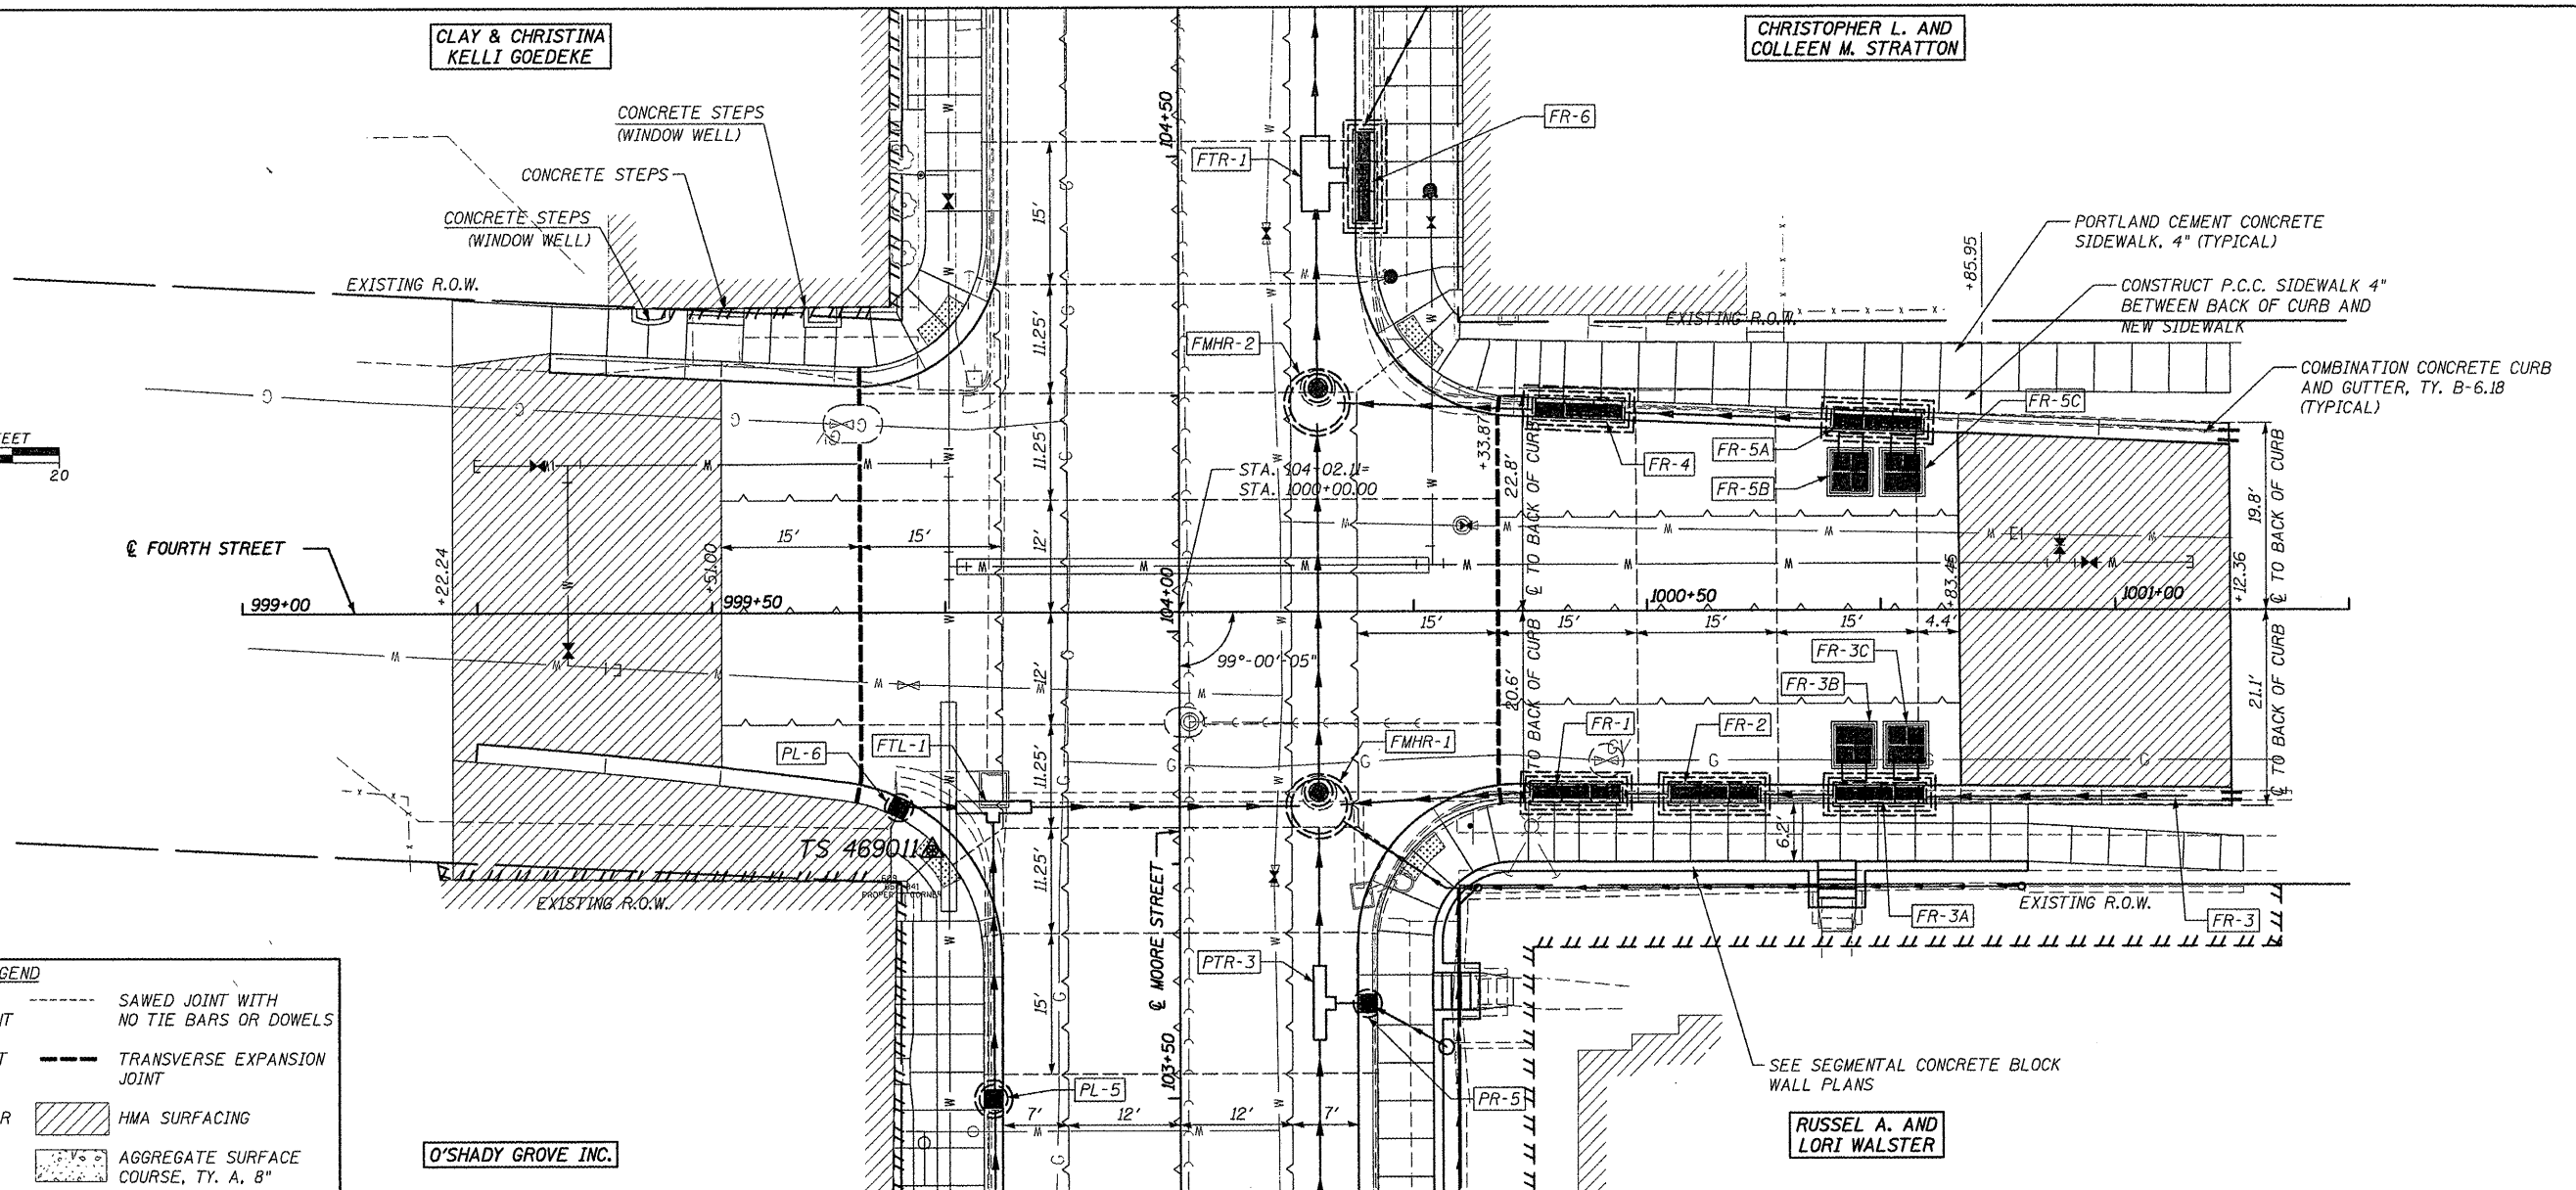 CLAY & CHRISTINA
KELLI GOEDEKE
CHRISTOPHER L. AND
COLLEEN M. STRATTON
CONCRETE STEPS
(WINDOW WELL)
CONCRETE STEPS
CONCRETE STEPS
(WINDOW WELL)
EXISTING R.O.W.
104+50
FTR-1
FR-6
15'
11.25'
FMHR-2
+85.95
PORTLAND CEMENT CONCRETE
SIDEWALK, 4" (TYPICAL)
CONSTRUCT P.C.C. SIDEWALK 4"
BETWEEN BACK OF CURB AND
NEW SIDEWALK
EXISTING R.O.W.
COMBINATION CONCRETE CURB
AND GUTTER, TY. B-6.18
(TYPICAL)
FR-5C
FR-5A
FR-4
FR-5B
+33.87
22.8'
℄ TO BACK OF CURB
19.8'
℄ TO BACK OF CURB
11.25'
20
STA. 104-02.11=
STA. 1000+00.00
℄ FOURTH STREET
+22.24
+51.00
15'
15'
12'
104+00
999+00
999+50
1000+50
+83.45
1001+00
+12.36
15'
15'
15'
15'
4.4'
99°-00'-05"
12'
20.6'
℄ TO BACK OF CURB
21.1'
℄ TO BACK OF CURB
FR-3C
FR-3B
FR-1
FR-2
PL-6
FTL-1
FMHR-1
11.25'
TS 469011
11.25'
6.2'
EXISTING R.O.W.
EXISTING R.O.W.
FR-3A
FR-3
℄ MOORE STREET
PTR-3
15'
103+50
PL-5
PR-5
7'
12'
12'
7'
SEE SEGMENTAL CONCRETE BLOCK
WALL PLANS
RUSSEL A. AND
LORI WALSTER
O'SHADY GROVE INC.
SAWED JOINT WITH
NO TIE BARS OR DOWELS
TRANSVERSE EXPANSION
JOINT
HMA SURFACING
AGGREGATE SURFACE
COURSE, TY. A, 8"